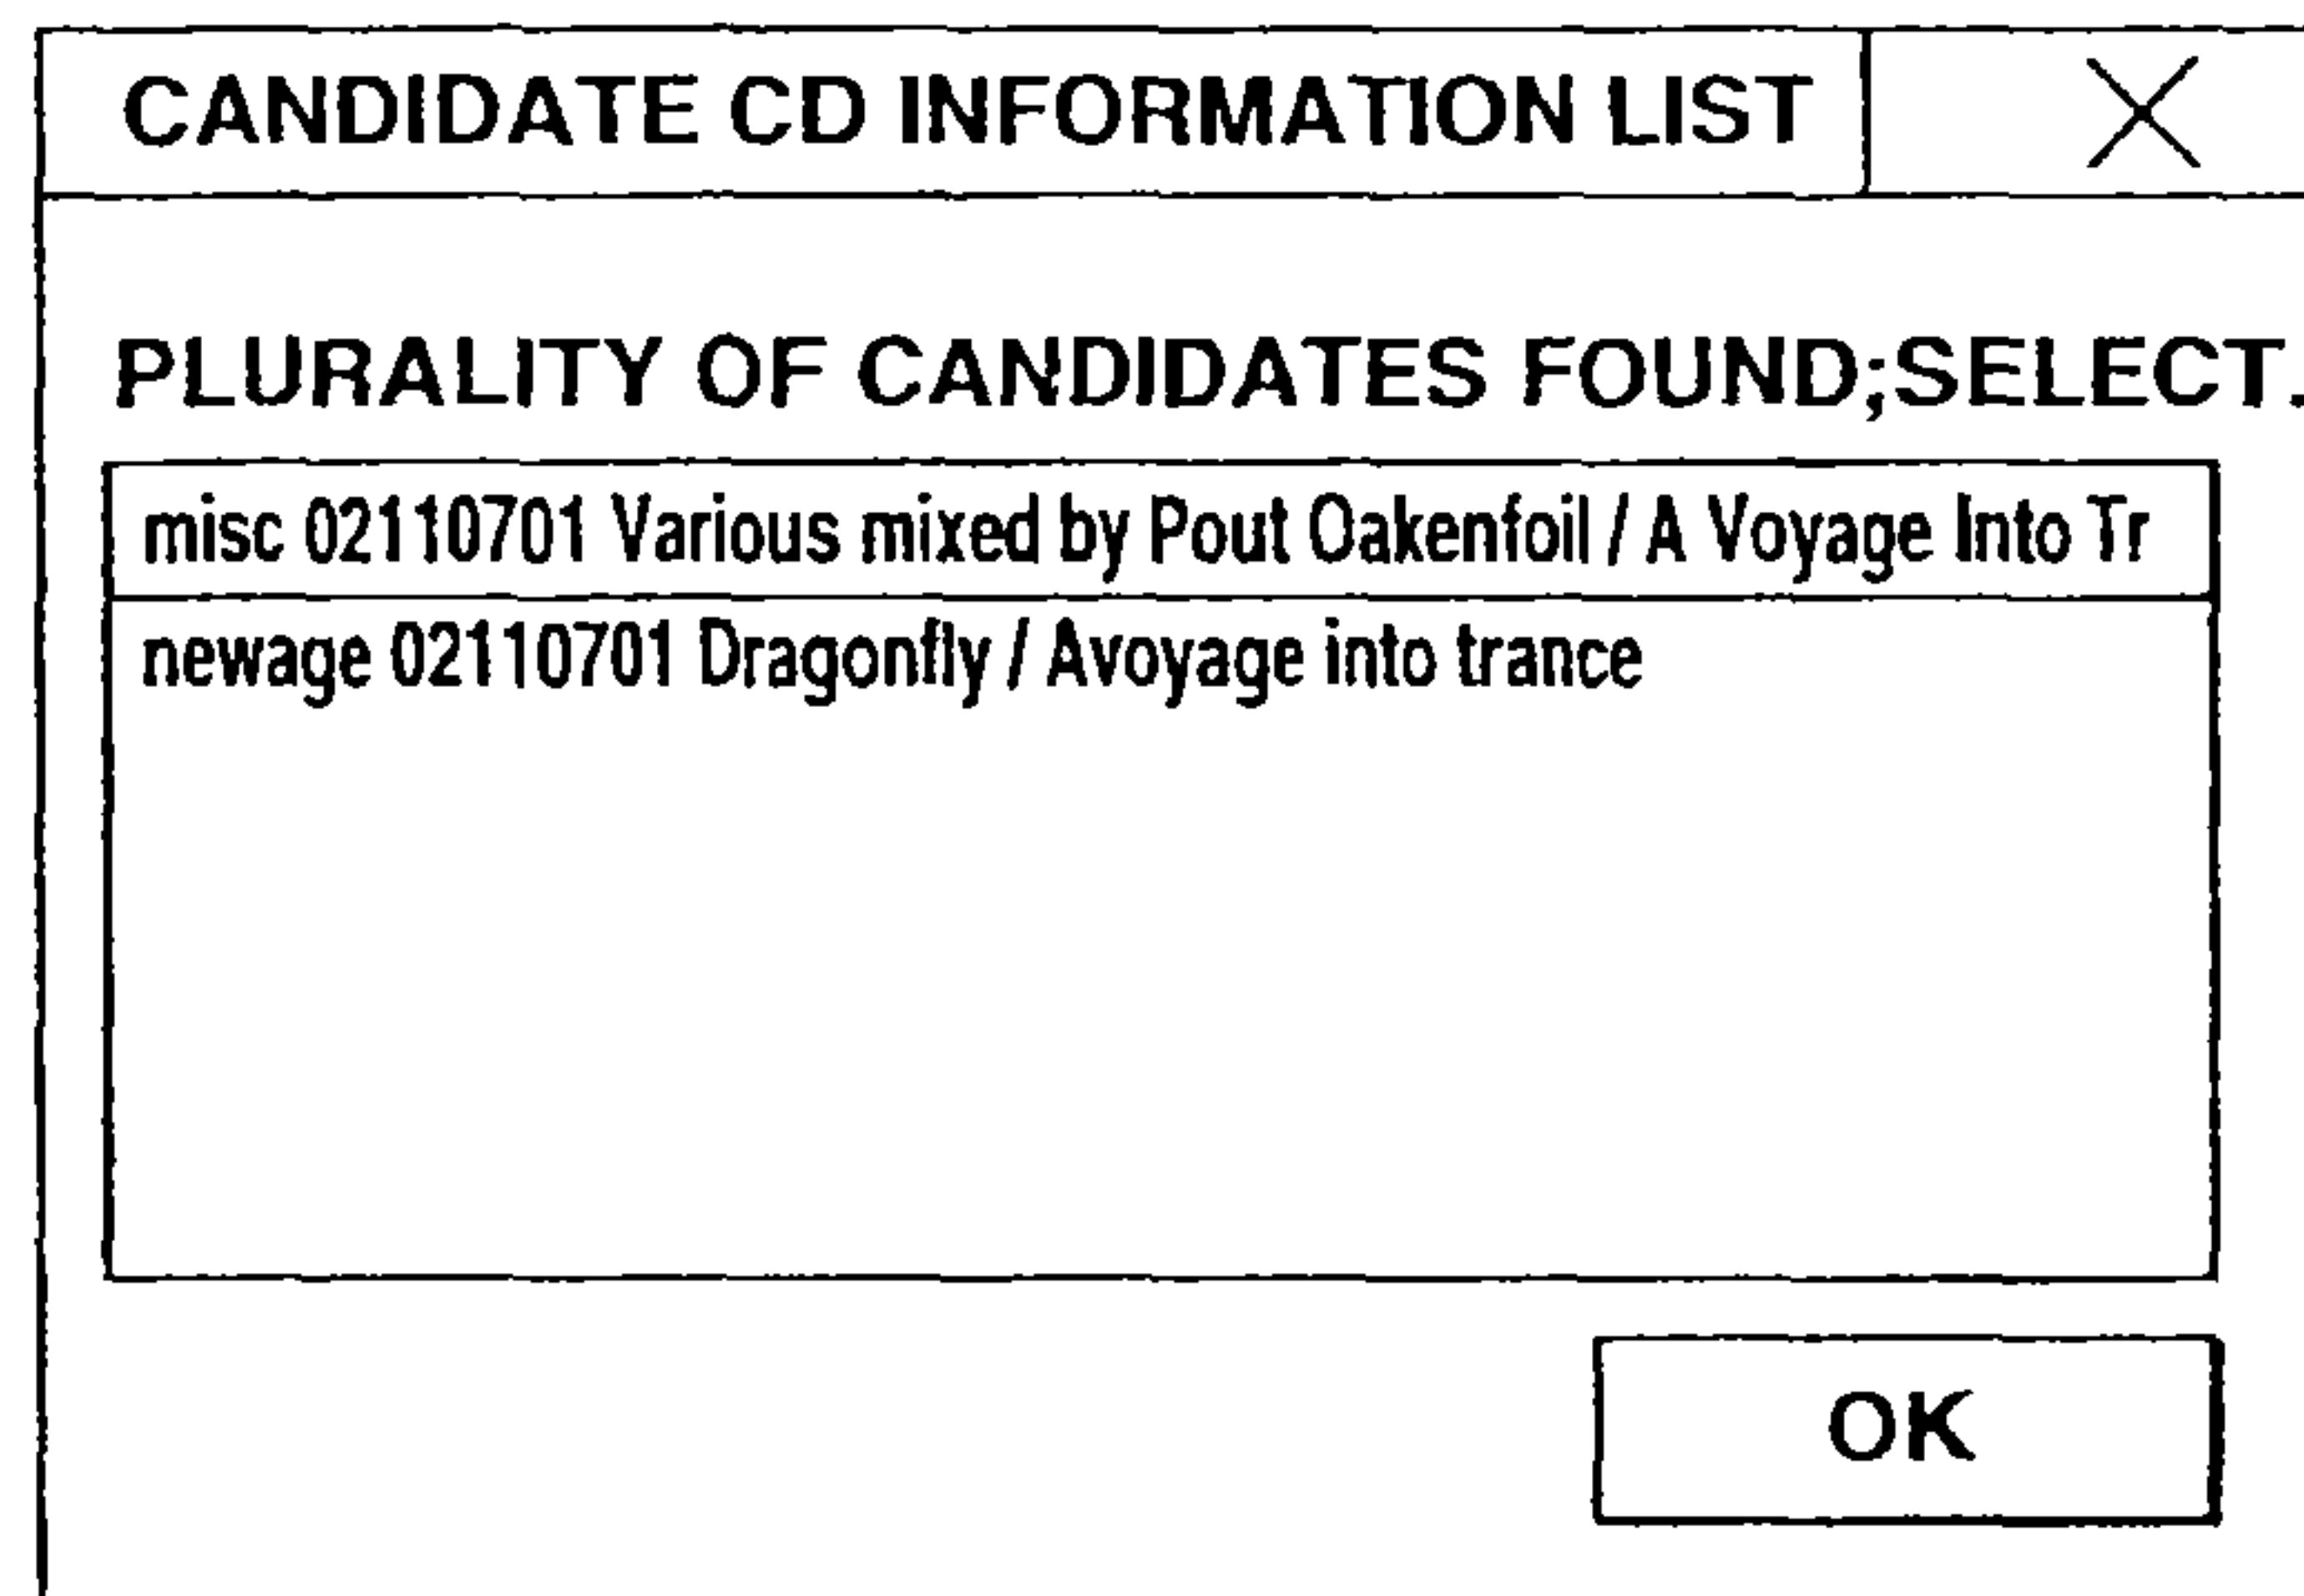 CANDIDATE CD INFORMATION LIST
PLURALITY OF CANDIDATES FOUND;SELECT.
misc 02110701 Various mixed by Pout Oakenfoil / A Voyage Into Tr
newage 02110701 Dragonfly / Avoyage into trance
OK